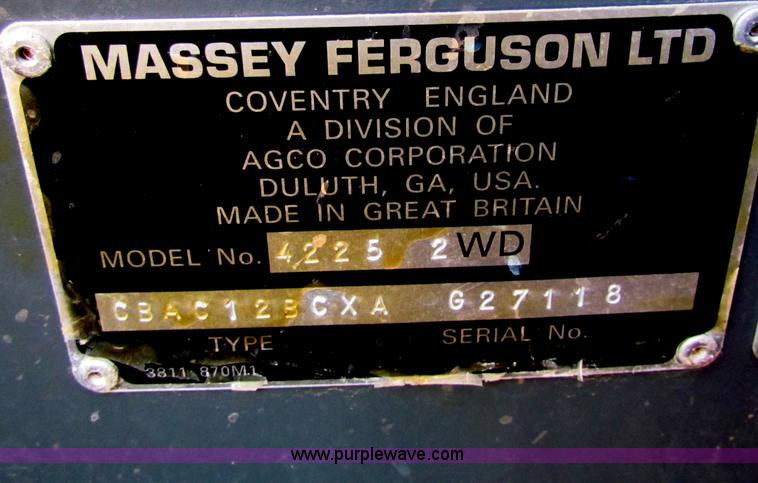 MASSEY FERGUSON LTD
COVENTRY ENGLAND
A DIVISION OF
AGCO CORPORATION
DULUTH, GA, USA.
MADE IN GREAT BRITAIN
MODEL No. 4225 2WD
CBAC12BCXA G27118
TYPE SERIAL No.
3811 870M1
www.purplewave.com